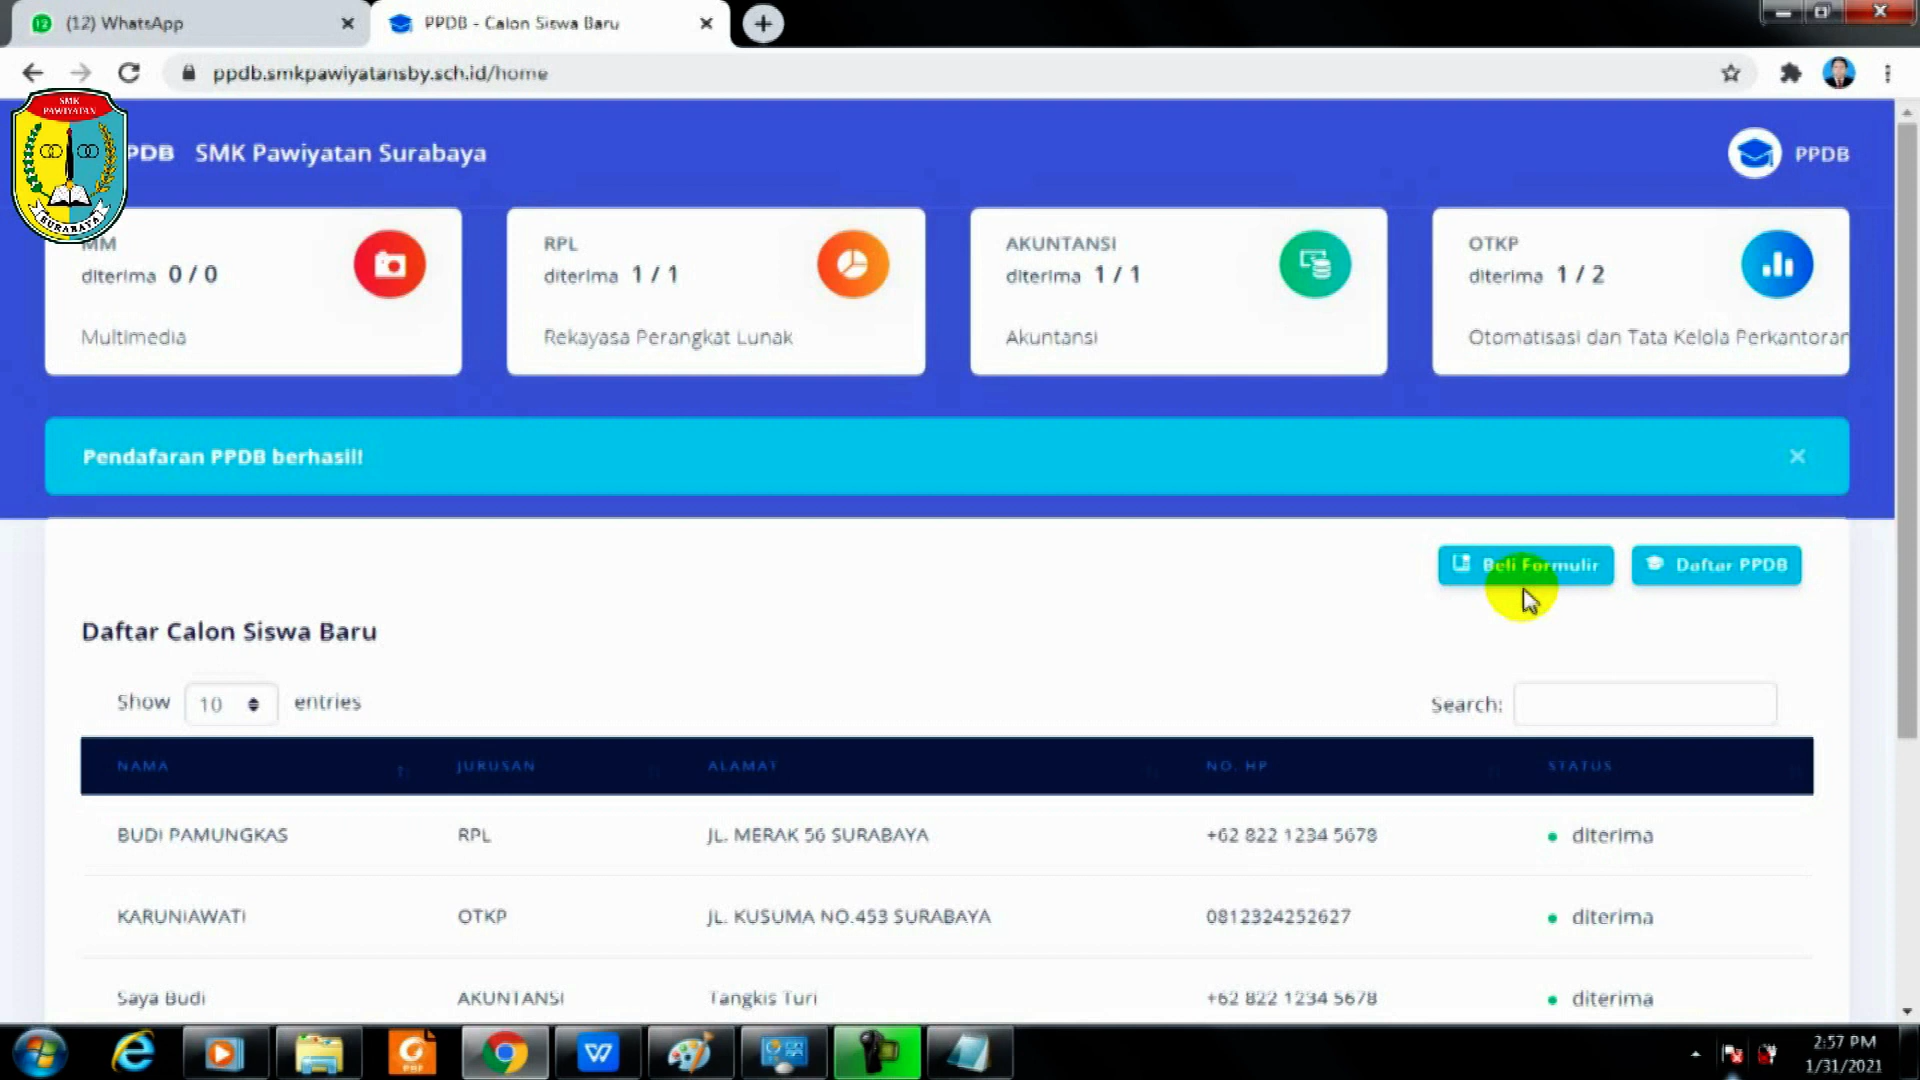 (12) WhatsApp
PPDB - Calon Siswa Baru
ppdb.smkpawiyatansby.sch.id/home
SMK
PAWIYATAN
SURABAYA
PDB SMK Pawiyatan Surabaya
PPDB
MM
diterima 0 / 0
Multimedia
RPL
diterima 1 / 1
Rekayasa Perangkat Lunak
AKUNTANSI
diterima 1 / 1
Akuntansi
OTKP
diterima 1 / 2
Otomatisasi dan Tata Kelola Perkantoran
Pendafaran PPDB berhasil!
Beli Formulir
Daftar PPDB
Daftar Calon Siswa Baru
Show 10 entries
Search:
NAMA JURUSAN ALAMAT NO. HP STATUS
BUDI PAMUNGKAS RPL JL. MERAK 56 SURABAYA +62 822 1234 5678 diterima
KARUNIAWATI OTKP JL. KUSUMA NO.453 SURABAYA 0812324252627 diterima
Saya Budi AKUNTANSI Tangkis Turi +62 822 1234 5678 diterima
2:57 PM
1/31/2021